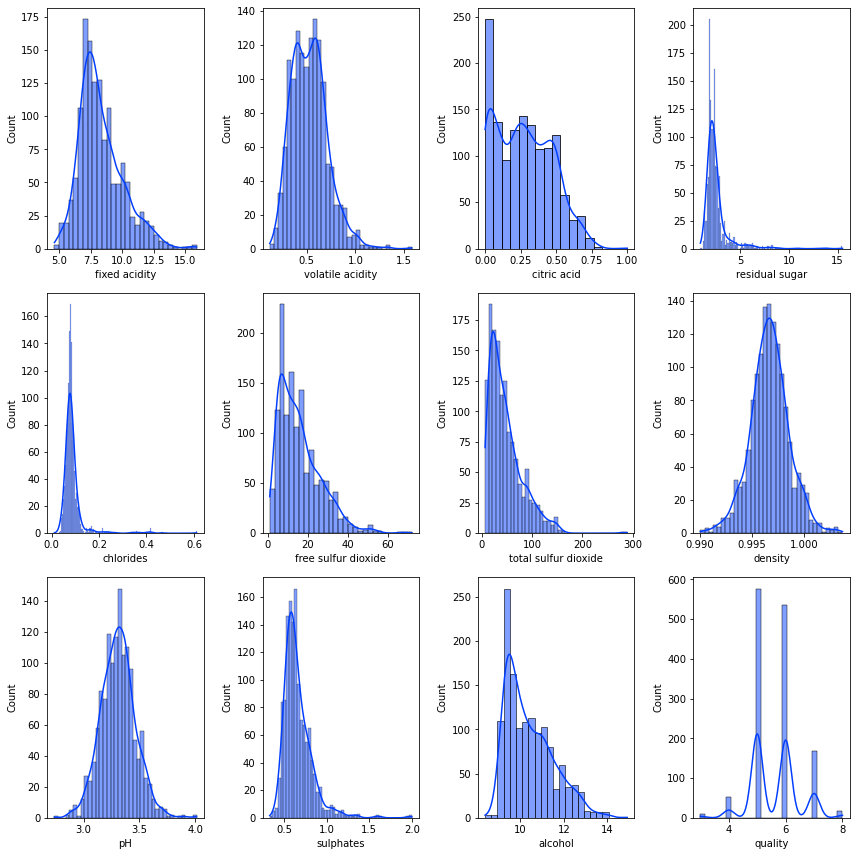 175
150
125
100
75
50
25
0
Count
5.0 7.5 10.0 12.5 15.0
fixed acidity
140
120
100
80
60
40
20
0
Count
0.5 1.0 1.5
volatile acidity
250
200
150
100
50
0
Count
0.00 0.25 0.50 0.75 1.00
citric acid
200
175
150
125
100
75
50
25
0
Count
5 10 15
residual sugar
160
140
120
100
80
60
40
20
0
Count
0.0 0.2 0.4 0.6
chlorides
200
150
100
50
0
Count
0 20 40 60
free sulfur dioxide
175
150
125
100
75
50
25
0
Count
0 100 200 300
total sulfur dioxide
140
120
100
80
60
40
20
0
Count
0.990 0.995 1.000
density
140
120
100
80
60
40
20
0
Count
3.0 3.5 4.0
pH
160
140
120
100
80
60
40
20
0
Count
0.5 1.0 1.5 2.0
sulphates
250
200
150
100
50
0
Count
10 12 14
alcohol
600
500
400
300
200
100
0
Count
4 6 8
quality